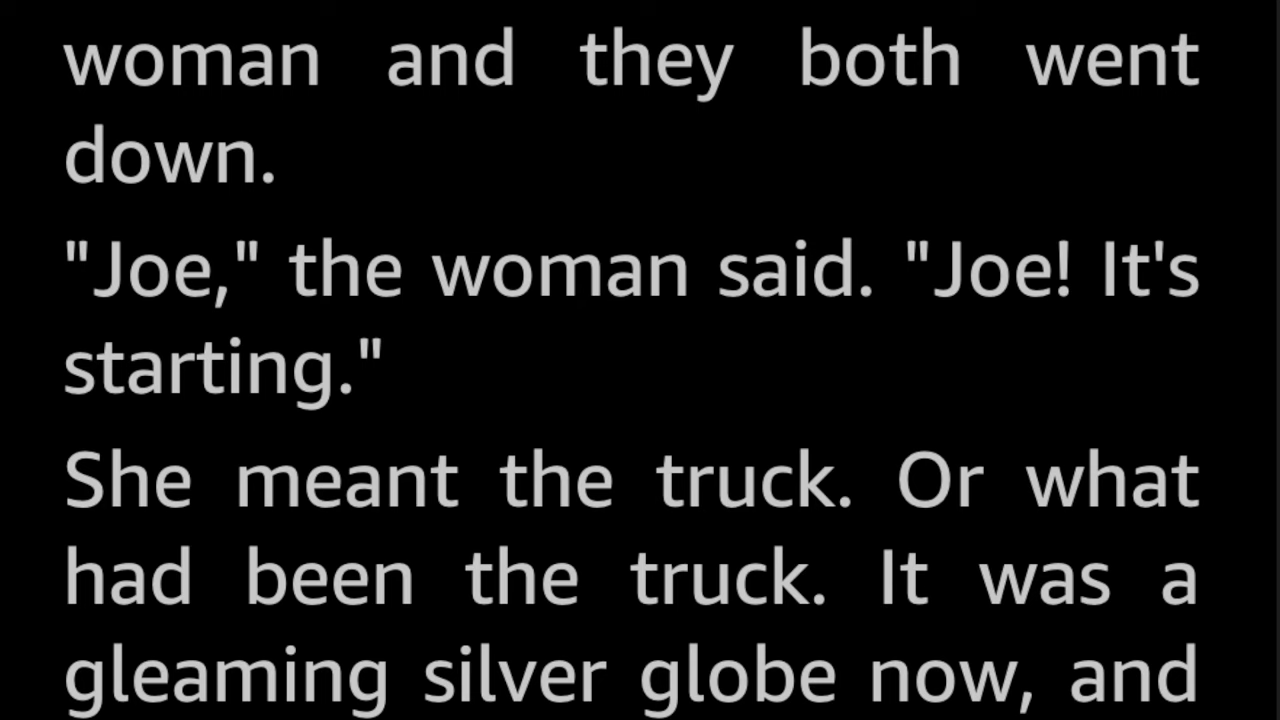 woman and they both went
down.
"Joe," the woman said. "Joe! It's
starting."
She meant the truck. Or what
had been the truck. It was a
gleaming silver globe now, and